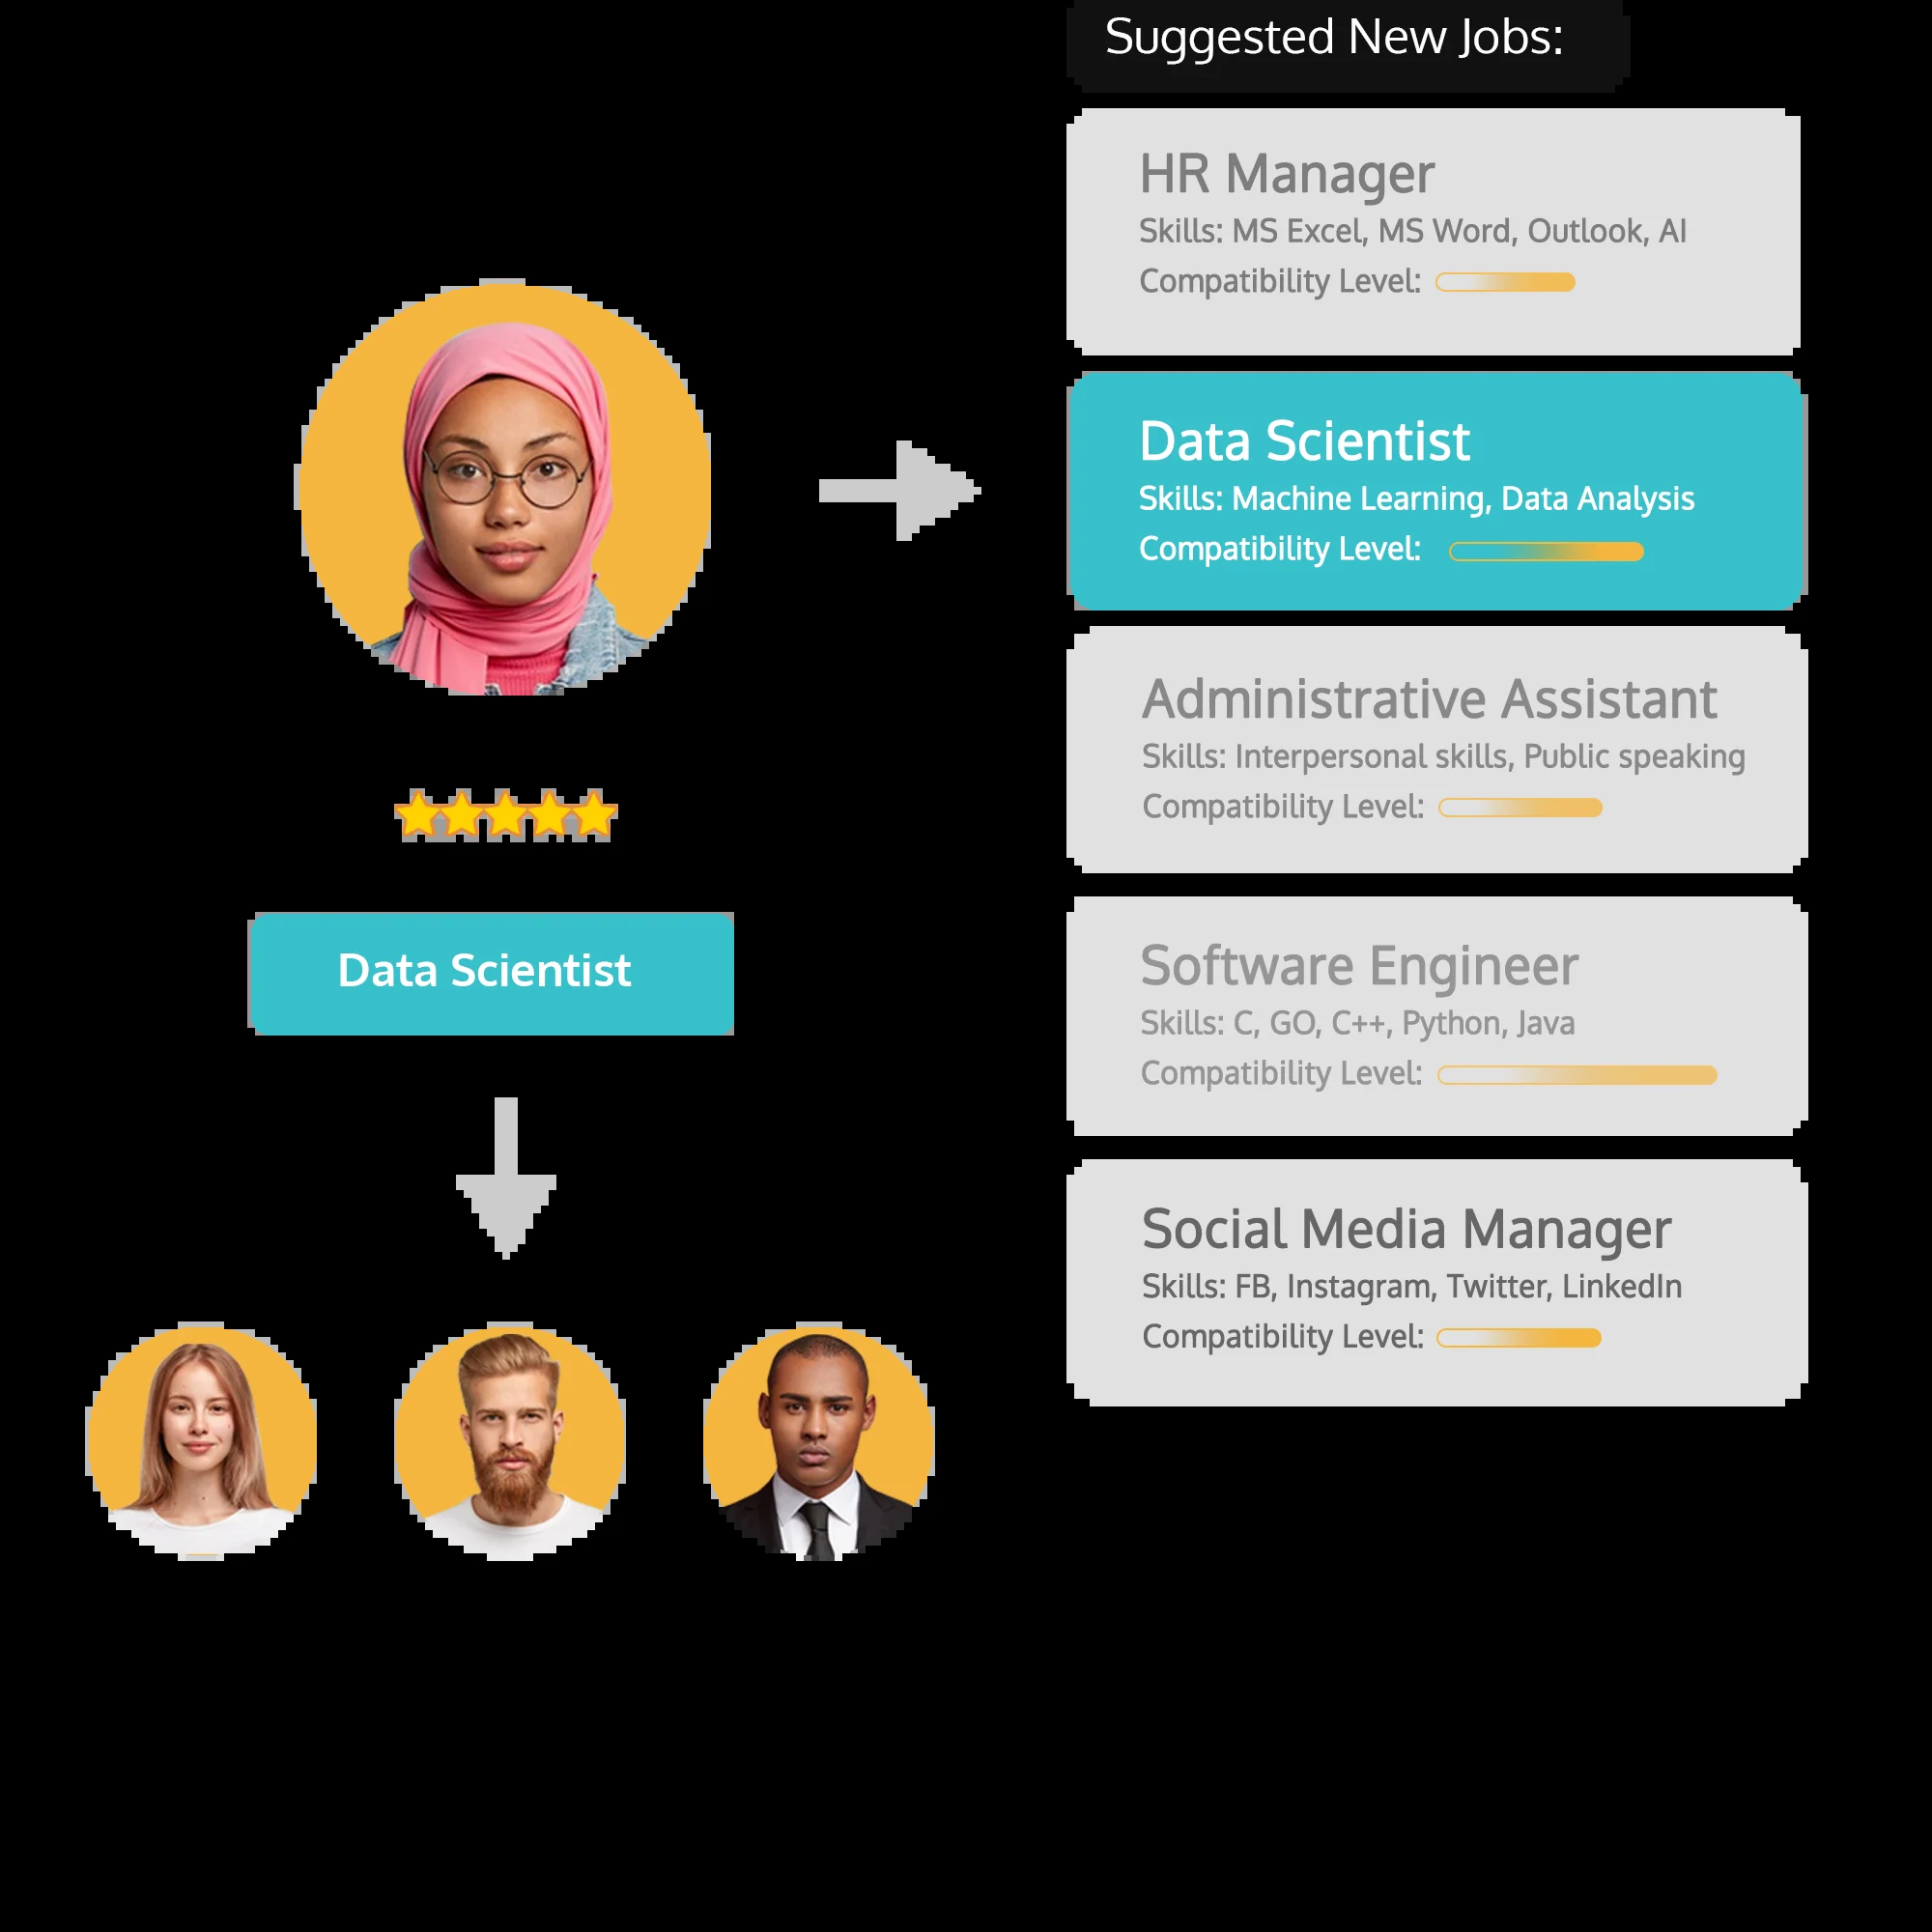 Suggested New Jobs:
HR Manager
Skills: MS Excel, MS Word, Outlook, AI
Compatibility Level:
Data Scientist
Skills: Machine Learning, Data Analysis
Compatibility Level:
Administrative Assistant
Skills: Interpersonal skills, Public speaking
Compatibility Level:
Software Engineer
Skills: C, GO, C++, Python, Java
Compatibility Level:
Social Media Manager
Skills: FB, Instagram, Twitter, LinkedIn
Compatibility Level:
Data Scientist